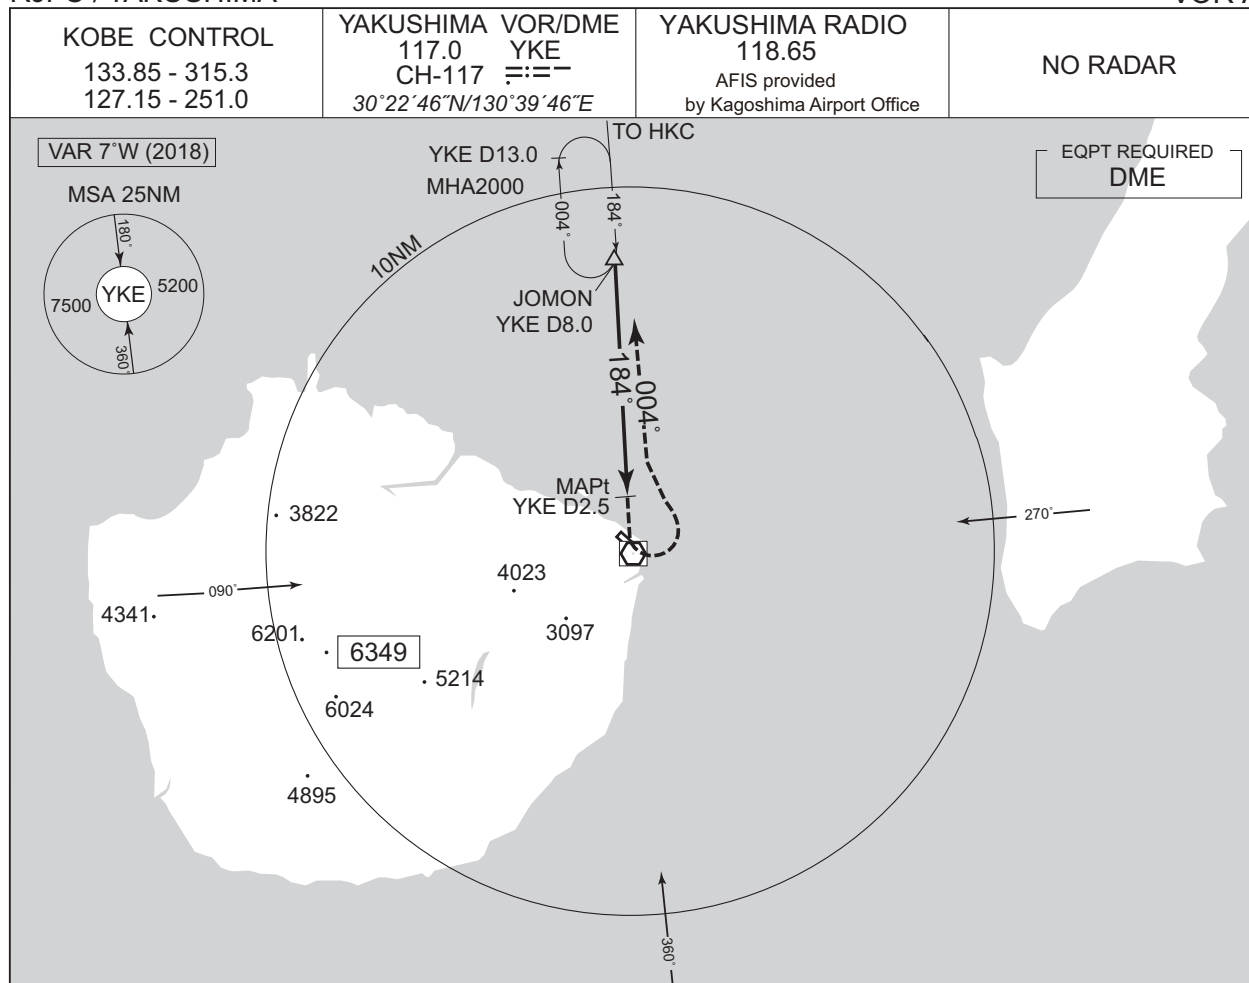 KOBE CONTROL
133.85 - 315.3
127.15 - 251.0
YAKUSHIMA VOR/DME
117.0 YKE
CH-117
30°22´46˝N/130°39´46˝E
YAKUSHIMA RADIO
118.65
AFIS provided
by Kagoshima Airport Office
NO RADAR
TO HKC
VAR 7°W (2018)
YKE D13.0
MHA2000
EQPT REQUIRED
DME
MSA 25NM
180°
7500
YKE
5200
360°
004°
184°
10NM
JOMON
YKE D8.0
184°
004°
MAPt
YKE D2.5
3822
270°
4023
090°
4341
3097
6201
6349
5214
6024
4895
360°